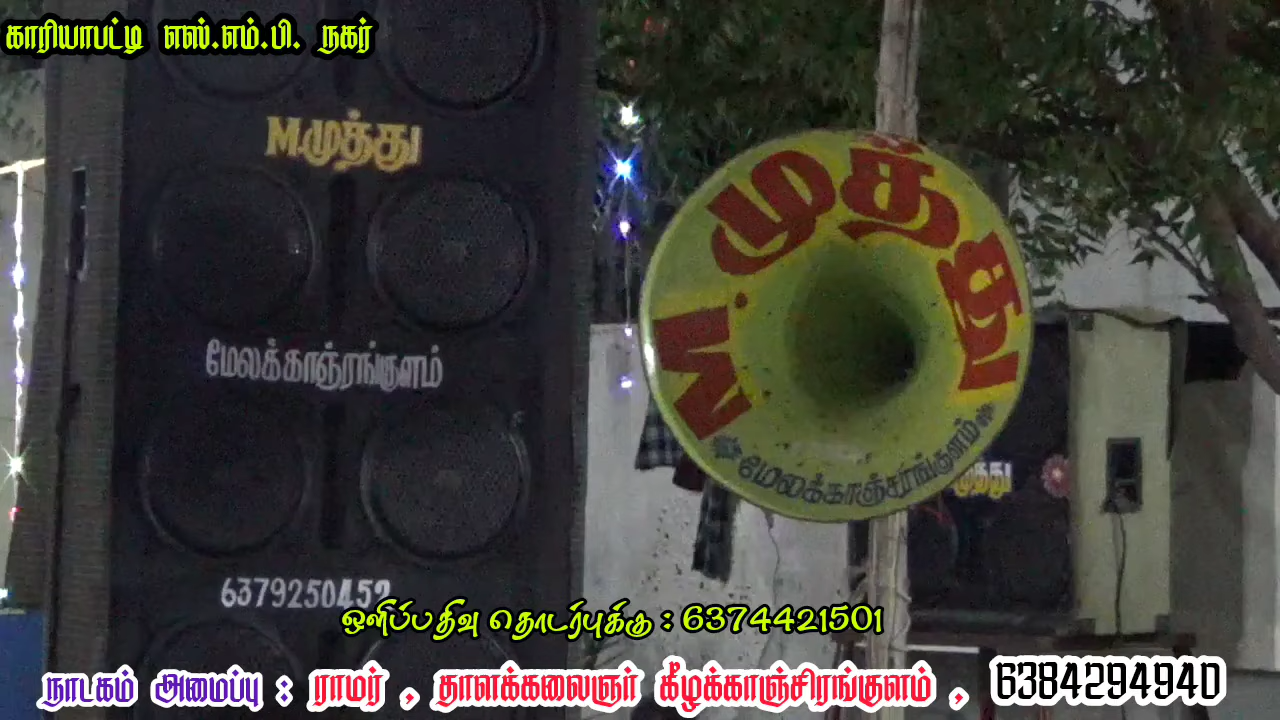 காரியாபட்டி எஸ்.எம்.பி. நகர்
M.முத்து
மேலக்காஞ்ரங்குளம்
6379250452
M. முத்து
மேலக்காஞ்சிரங்குளம்
முத்து
ஒளிப்பதிவு தொடர்புக்கு : 6374421501
நாடகம் அமைப்பு : ராமர் , தாளக்கலைஞர் கீழக்காஞ்சிரங்குளம் , 6384294940